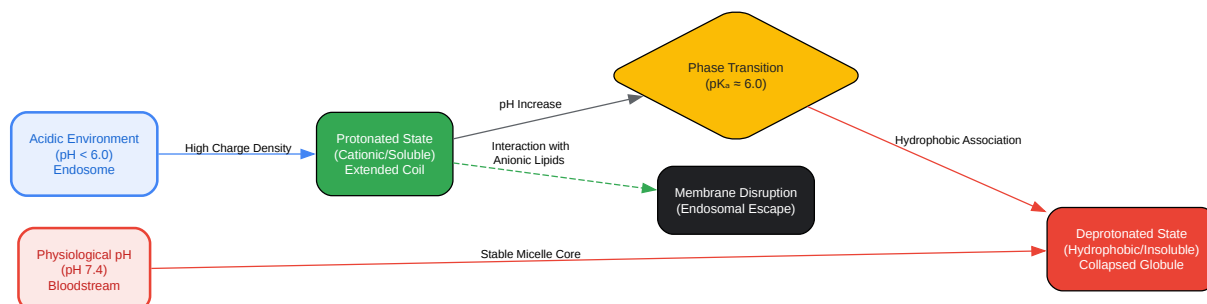 Acidic Environment
(pH < 6.0)
Endosome
High Charge Density
Protonated State
(Cationic/Soluble)
Extended Coil
pH Increase
Phase Transition
(pKₐ ≈ 6.0)
Interaction with
Anionic Lipids
Membrane Disruption
(Endosomal Escape)
Hydrophobic Association
Physiological pH
(pH 7.4)
Bloodstream
Stable Micelle Core
Deprotonated State
(Hydrophobic/Insoluble)
Collapsed Globule